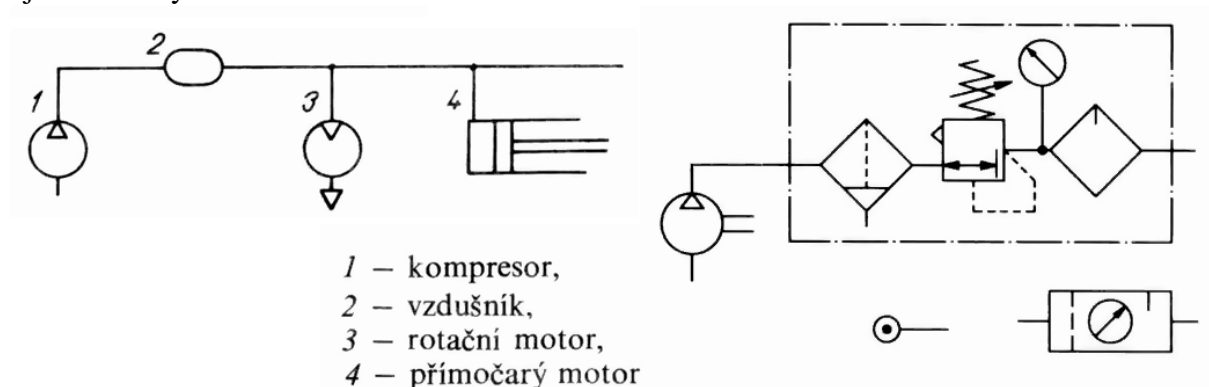 2
1
3
4
1 – kompresor,
2 – vzdušník,
3 – rotační motor,
4 – přímočarý motor